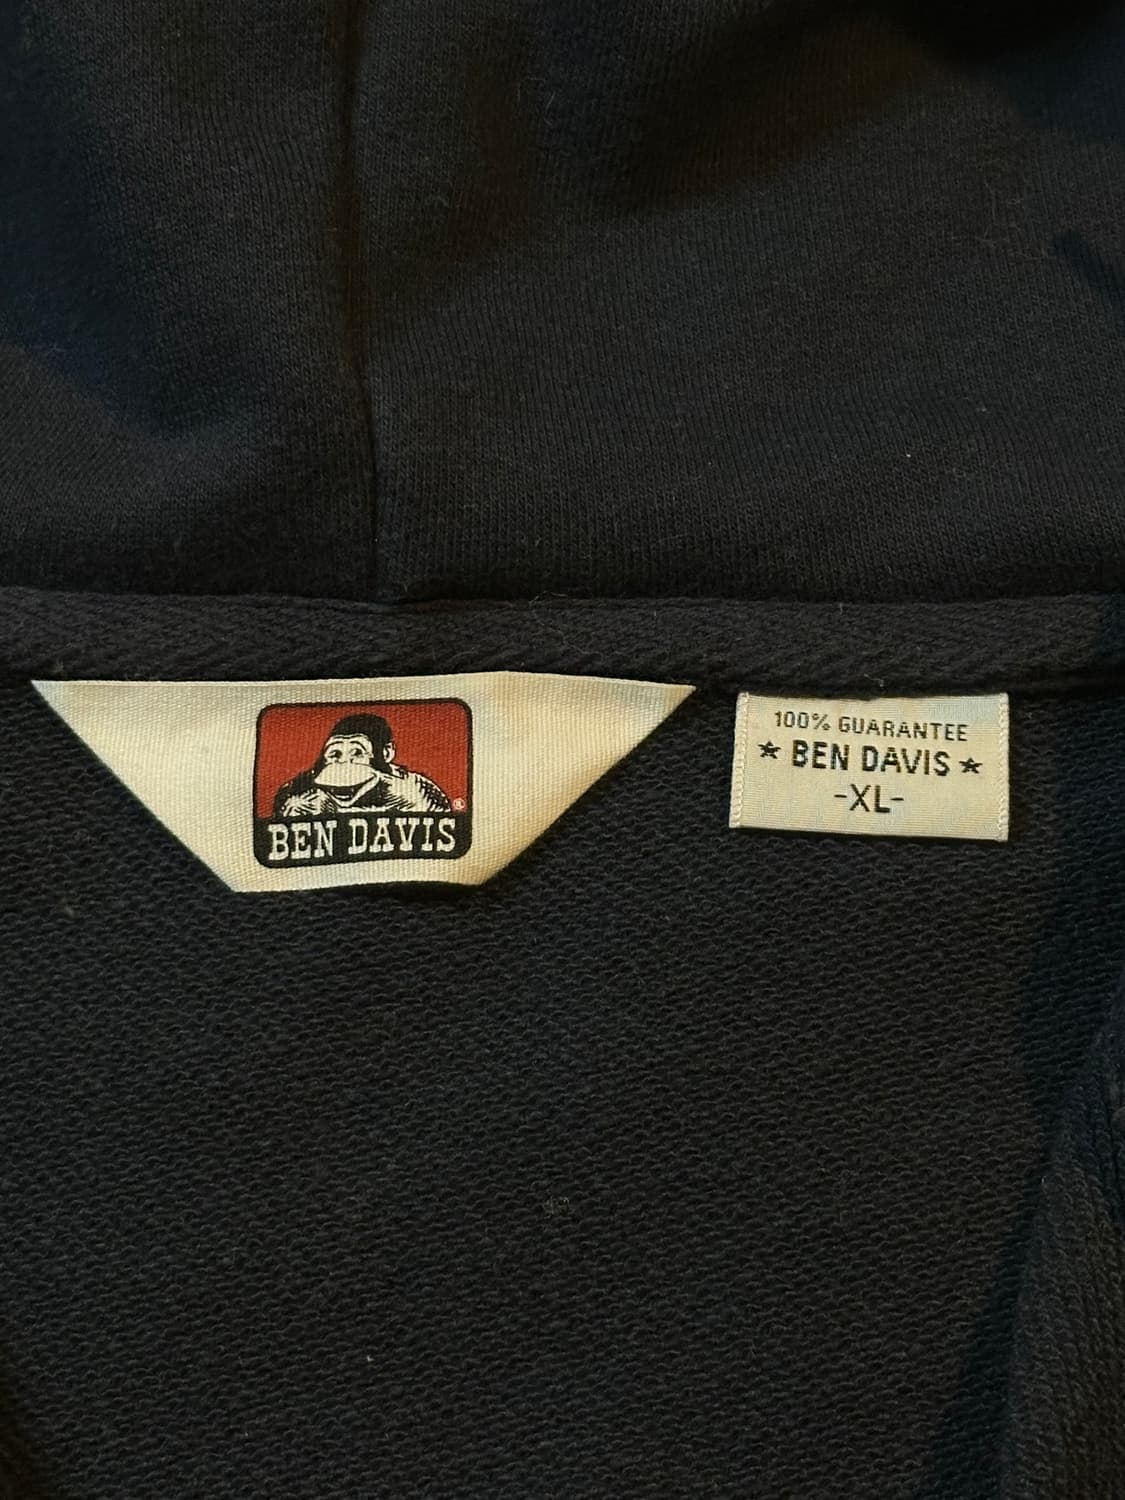 ®
BEN DAVIS
100% GUARANTEE
★ BEN DAVIS ★
-XL-